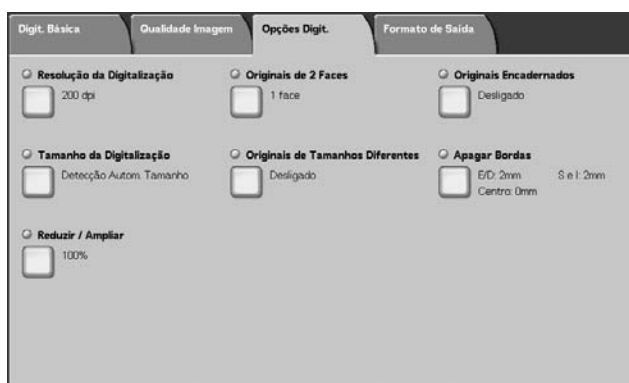 Digit. Básica
Qualidade Imagem
Opções Digit.
Formato de Saída
Resolução da Digitalização
200 dpi
Originais de 2 Faces
1 face
Originais Encadernados
Desligado
Tamanho da Digitalização
Detecção Autom. Tamanho
Originais de Tamanhos Diferentes
Desligado
Apagar Bordas
E/D: 2mm S e I: 2mm
Centro: 0mm
Reduzir / Ampliar
100%